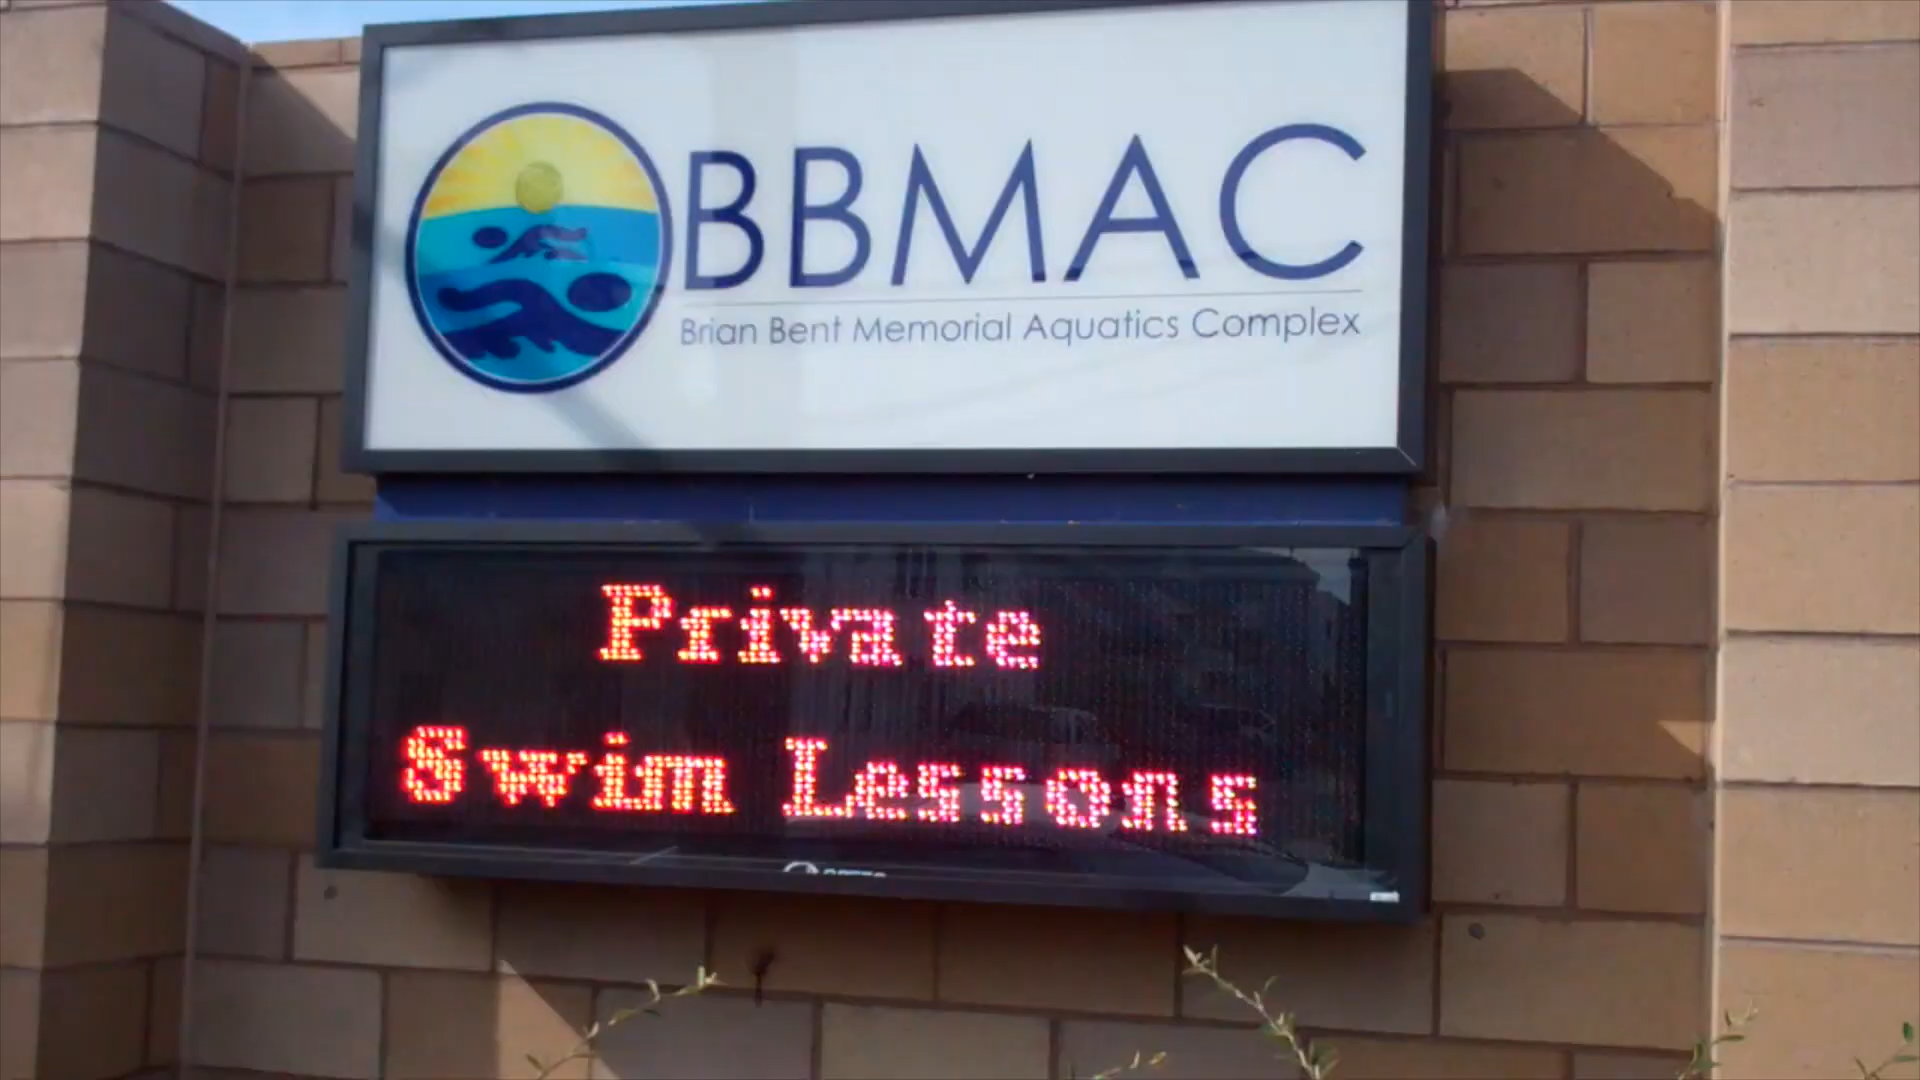 BBMAC
Brian Bent Memorial Aquatics Complex
Private
Swim Lessons